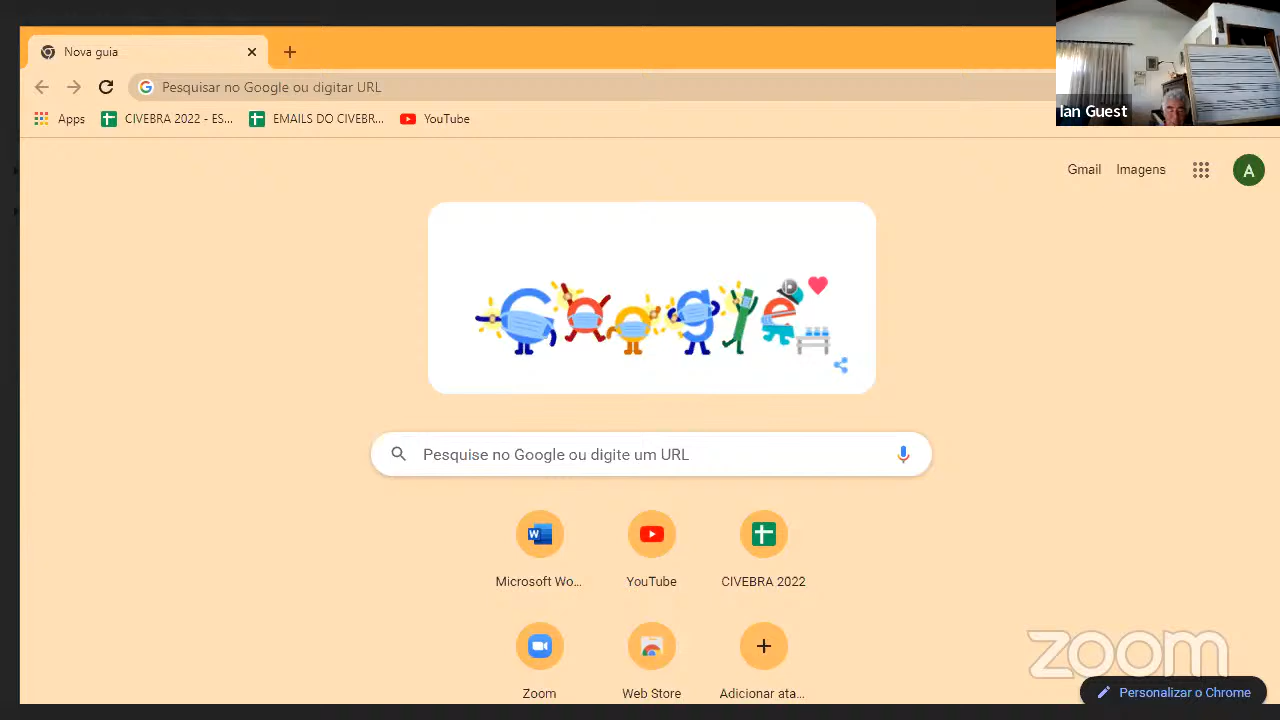 Nova guia
Pesquisar no Google ou digitar URL
Apps CIVEBRA 2022 - ES... EMAILS DO CIVEBR... YouTube
Ian Guest
Gmail Imagens A
Google
Pesquise no Google ou digite um URL
Microsoft Wo... YouTube CIVEBRA 2022
Zoom Web Store Adicionar ata...
zoom
Personalizar o Chrome